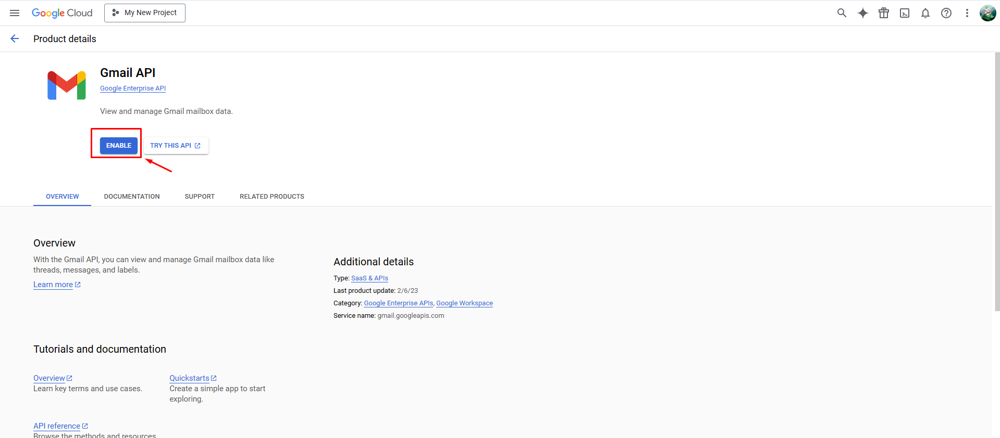 Google Cloud
My New Project
Product details
Gmail API
Google Enterprise API
View and manage Gmail mailbox data.
ENABLE
TRY THIS API
OVERVIEW
DOCUMENTATION
SUPPORT
RELATED PRODUCTS
Overview
With the Gmail API, you can view and manage Gmail mailbox data like
threads, messages, and labels.
Learn more
Additional details
Type: SaaS & APIs
Last product update: 2/6/23
Category: Google Enterprise APIs, Google Workspace
Service name: gmail.googleapis.com
Tutorials and documentation
Overview
Learn key terms and use cases.
Quickstarts
Create a simple app to start
exploring.
API reference
Browse the methods and resources